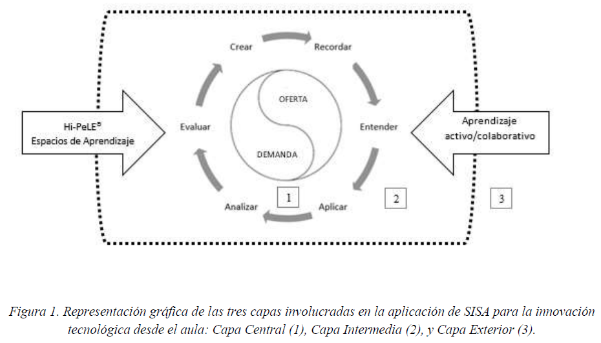 Crear
Recordar
Hi-PeLE®
Espacios de Aprendizaje
OFERTA
Evaluar
Entender
Aprendizaje
activo/colaborativo
DEMANDA
Analizar
1
Aplicar
2
3
Figura 1. Representación gráfica de las tres capas involucradas en la aplicación de SISA para la innovación
tecnológica desde el aula: Capa Central (1), Capa Intermedia (2), y Capa Exterior (3).